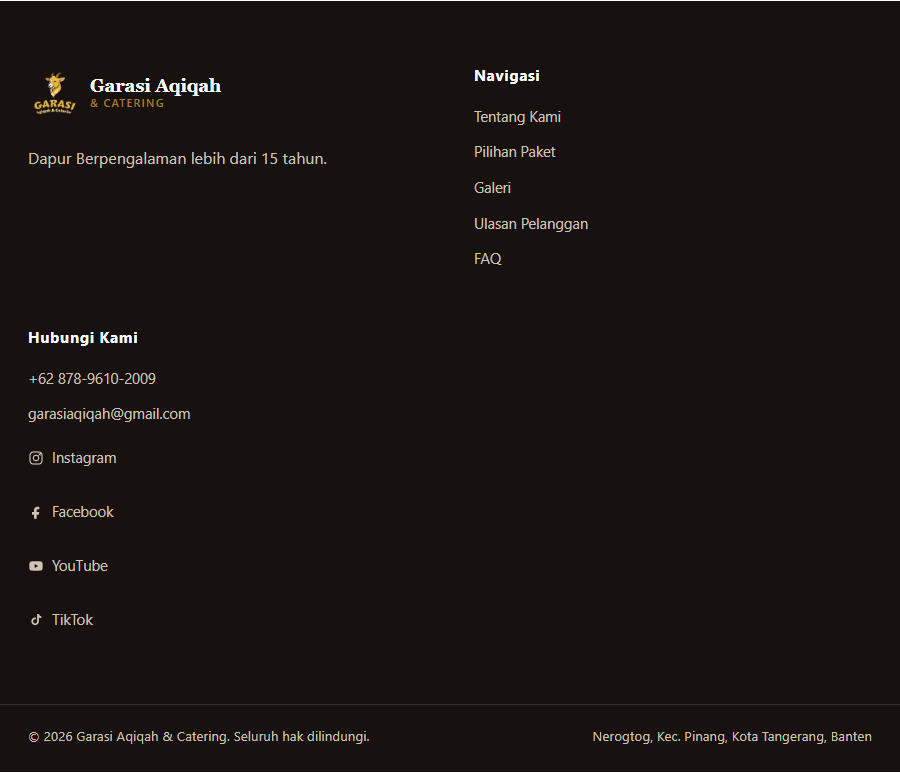 GARASI
Aqiqah & Catering
Garasi Aqiqah
& CATERING
Dapur Berpengalaman lebih dari 15 tahun.
Navigasi
Tentang Kami
Pilihan Paket
Galeri
Ulasan Pelanggan
FAQ
Hubungi Kami
+62 878-9610-2009
garasiaqiqah@gmail.com
Instagram
Facebook
YouTube
TikTok
© 2026 Garasi Aqiqah & Catering. Seluruh hak dilindungi.
Nerogtog, Kec. Pinang, Kota Tangerang, Banten